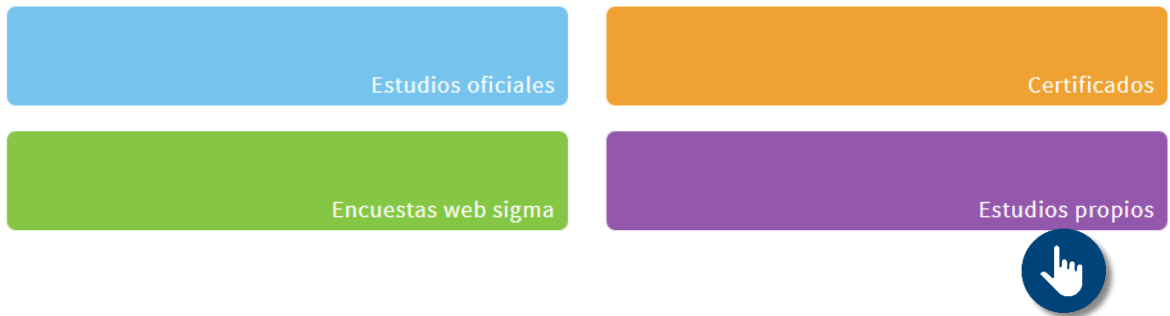 Estudios oficiales
Certificados
Encuestas web sigma
Estudios propios